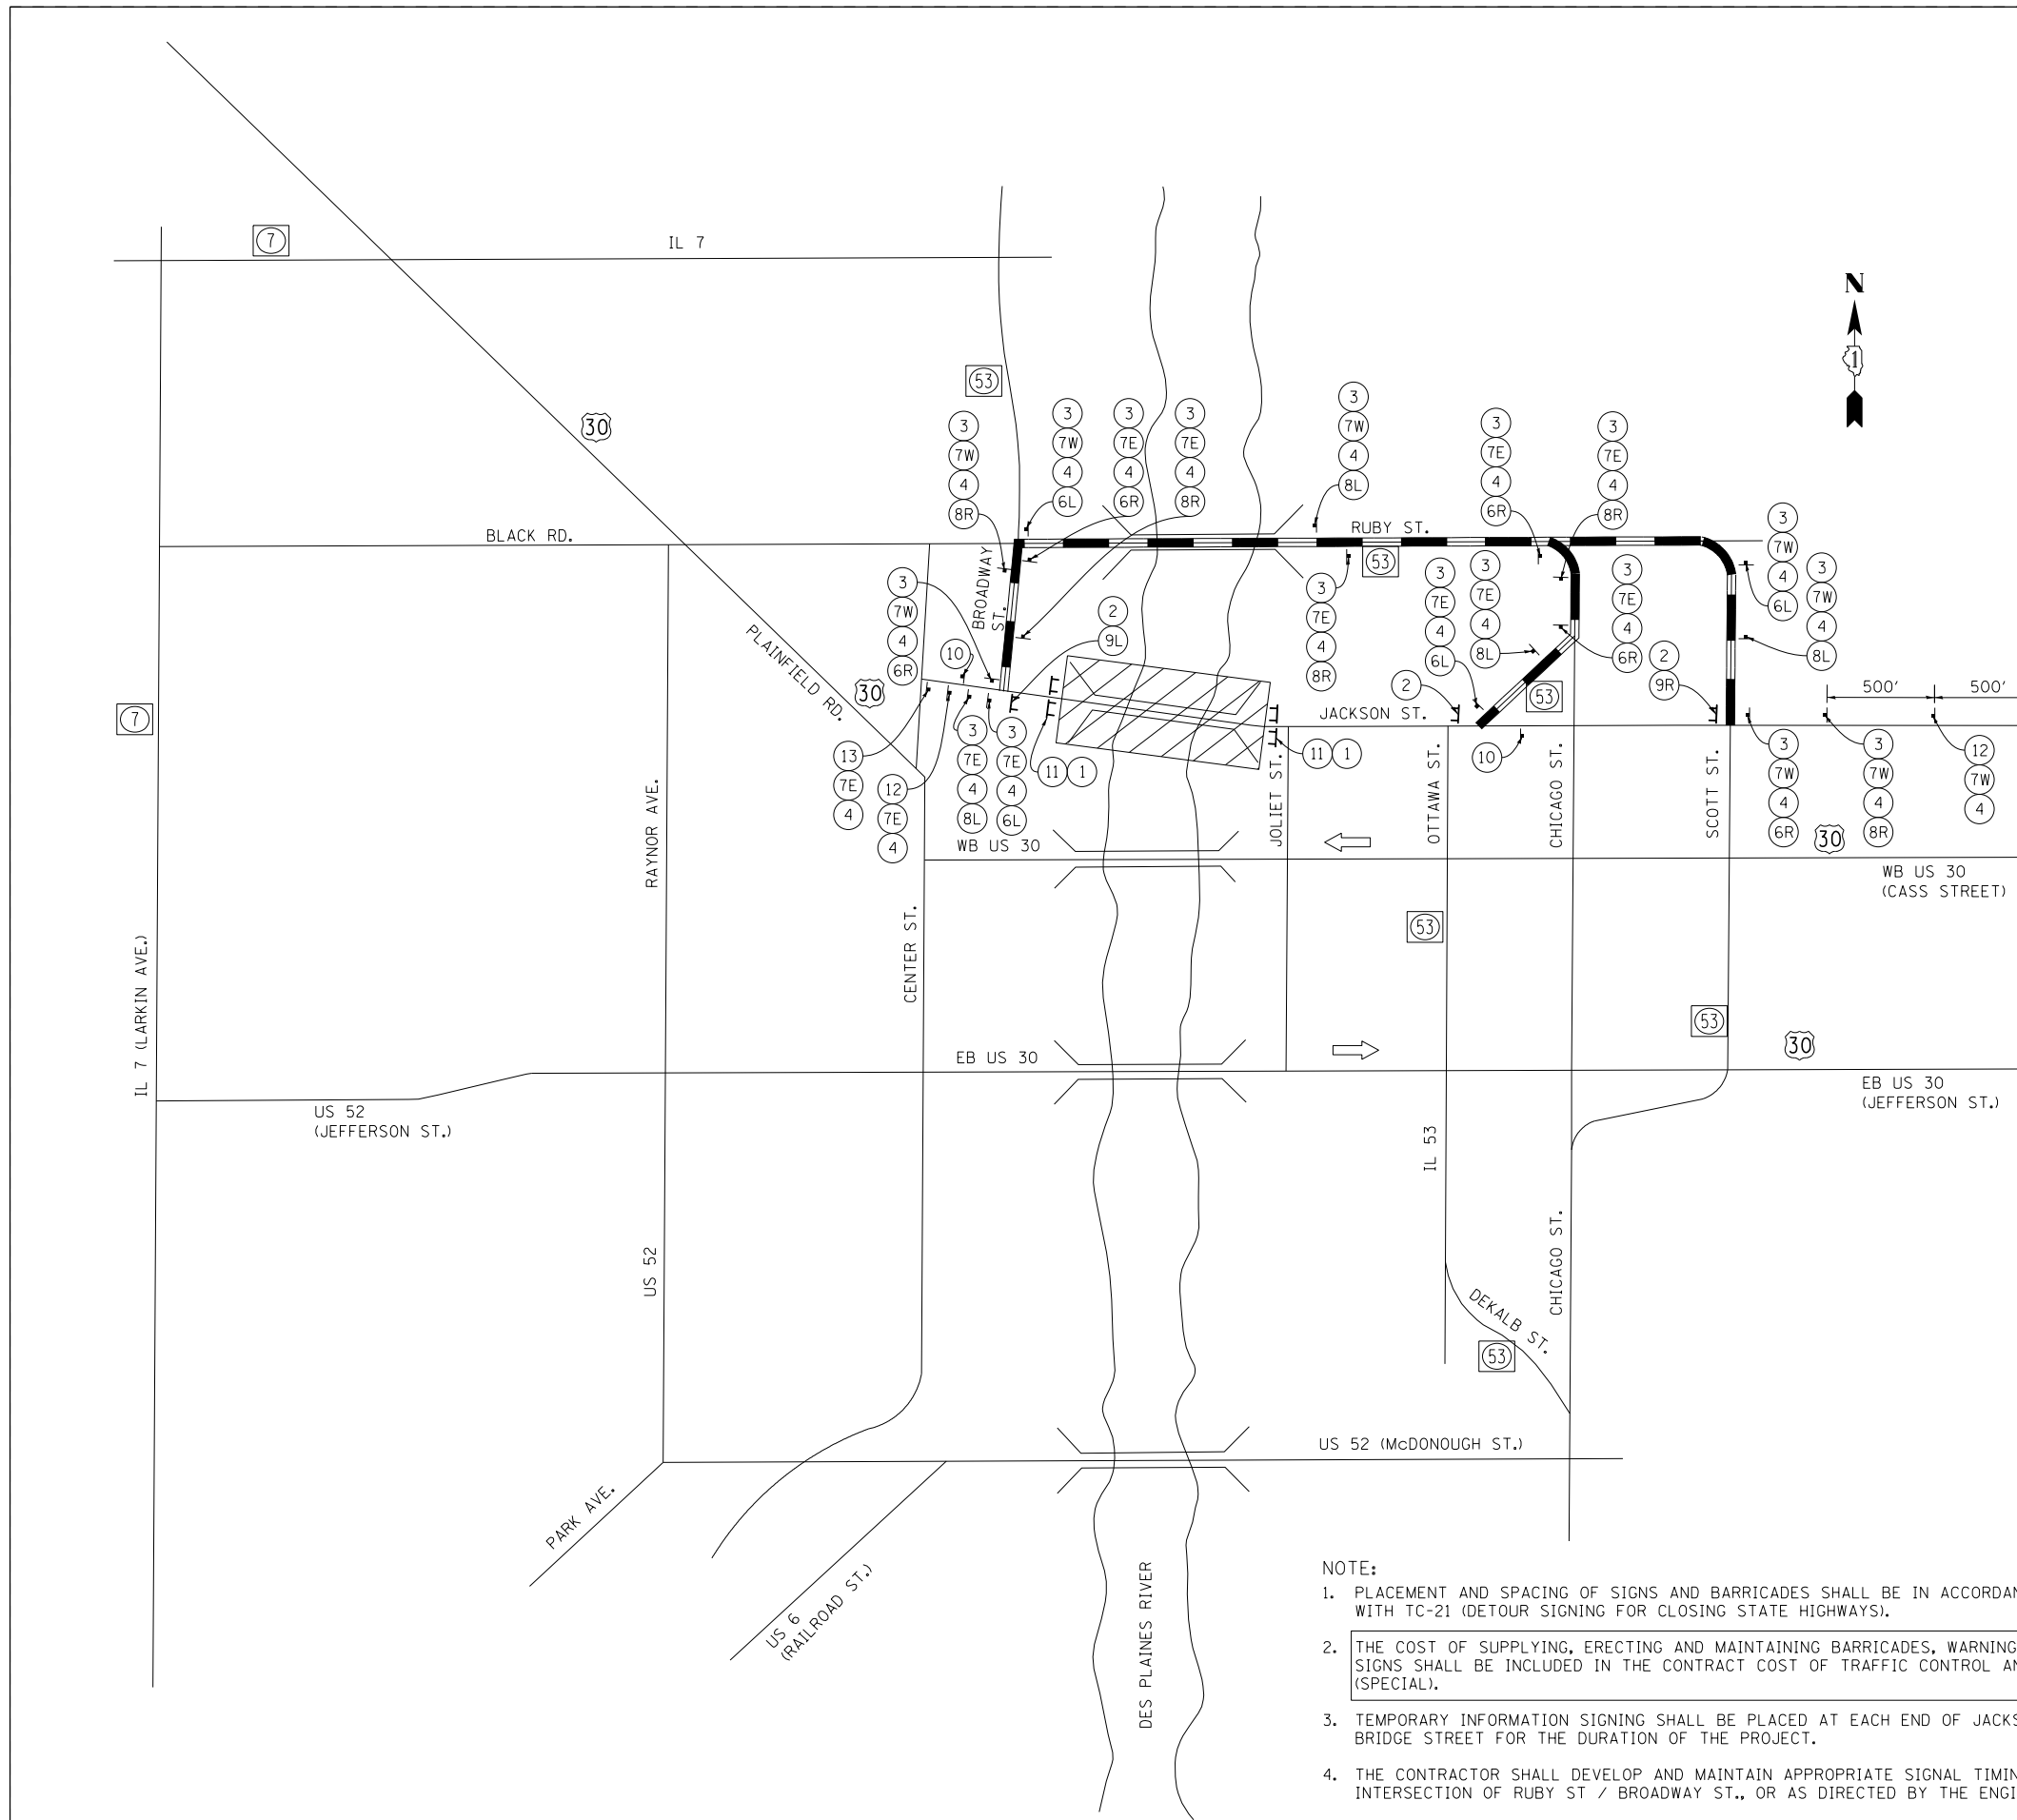 7
IL 7
N
1
53
30
3
7W
4
8R
3
7W
4
6L
3
7E
4
6R
3
7E
4
8R
3
7W
4
8L
3
7E
4
6R
3
7E
4
8R
BLACK RD.
RUBY ST.
53
BROADWAY
ST.
3
7W
4
6R
10
2
9L
3
7E
4
8R
3
7E
4
6L
3
7E
4
8L
3
7E
4
6R
2
9R
3
7W
4
6L
3
7W
4
8L
500'
500'
PLAINFIELD RD.
30
7
2
53
JACKSON ST.
13
7E
4
12
7E
4
3
7E
4
8L
3
7E
4
6L
11
1
11
1
10
3
7W
4
6R
3
7W
4
8R
12
7W
4
30
RAYNOR AVE.
JOLIET ST.
OTTAWA ST.
CHICAGO ST.
SCOTT ST.
WB US 30
WB US 30
(CASS STREET)
53
CENTER ST.
IL 7 (LARKIN AVE.)
53
30
EB US 30
EB US 30
(JEFFERSON ST.)
US 52
(JEFFERSON ST.)
IL 53
US 52
CHICAGO ST.
DEKALB ST.
53
US 52 (McDONOUGH ST.)
PARK AVE.
US 6
(RAILROAD ST.)
DES PLAINES RIVER
NOTE:
1. PLACEMENT AND SPACING OF SIGNS AND BARRICADES SHALL BE IN ACCORDAN
WITH TC-21 (DETOUR SIGNING FOR CLOSING STATE HIGHWAYS).
2. THE COST OF SUPPLYING, ERECTING AND MAINTAINING BARRICADES, WARNING
SIGNS SHALL BE INCLUDED IN THE CONTRACT COST OF TRAFFIC CONTROL AN
(SPECIAL).
3. TEMPORARY INFORMATION SIGNING SHALL BE PLACED AT EACH END OF JACKS
BRIDGE STREET FOR THE DURATION OF THE PROJECT.
4. THE CONTRACTOR SHALL DEVELOP AND MAINTAIN APPROPRIATE SIGNAL TIMIN
INTERSECTION OF RUBY ST / BROADWAY ST., OR AS DIRECTED BY THE ENGI